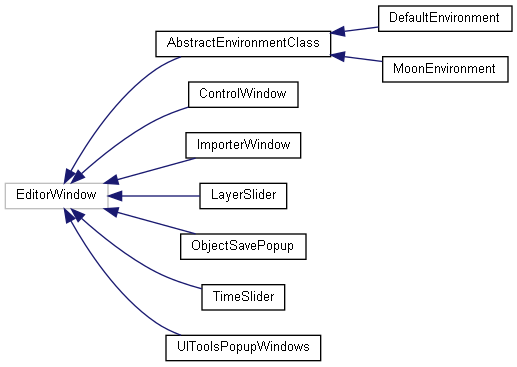 DefaultEnvironment
AbstractEnvironmentClass
MoonEnvironment
ControlWindow
ImporterWindow
EditorWindow
LayerSlider
ObjectSavePopup
TimeSlider
UIToolsPopupWindows